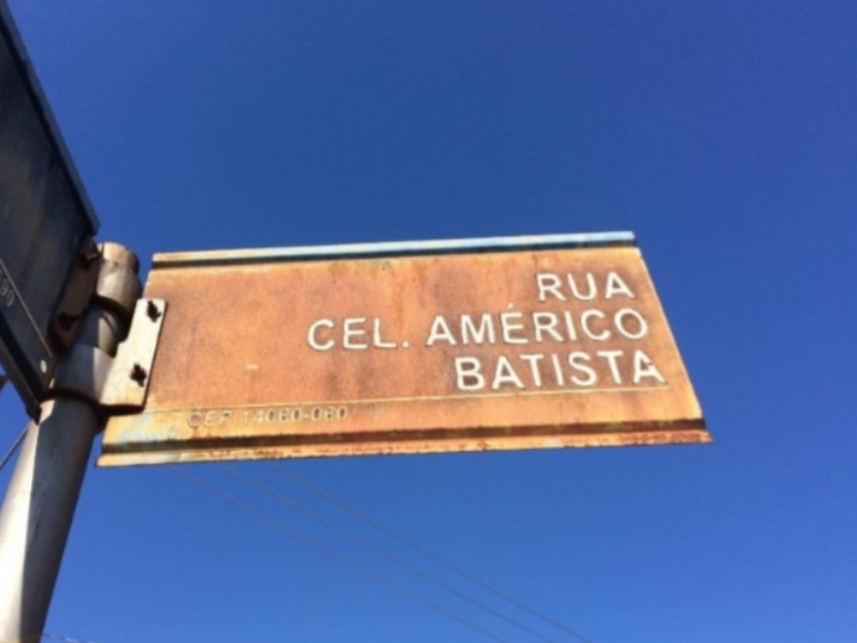 RUA
CEL. AMÉRICO
BATISTA
CEP 14060-060